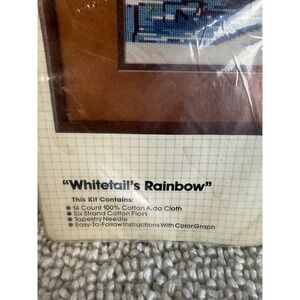 "Whitetail's Rainbow"
This Kit Contains:
● 14 Count 100% Cotton Aida Cloth
● Six Strand Cotton Floss
● Tapestry Needle
● Easy-To-Follow Instructions With Color Graph